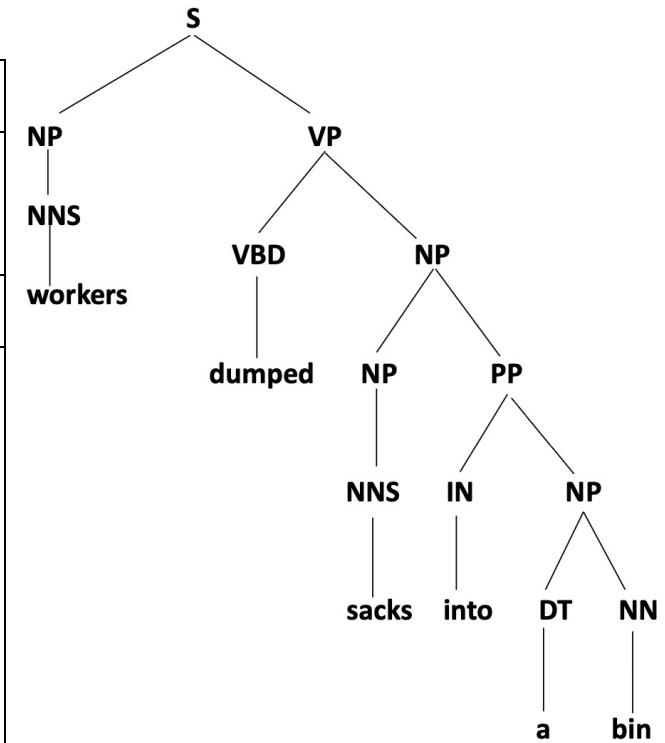 S
NP VP
NNS
VBD NP
workers
dumped NP PP
NNS IN NP
sacks into DT NN
a bin